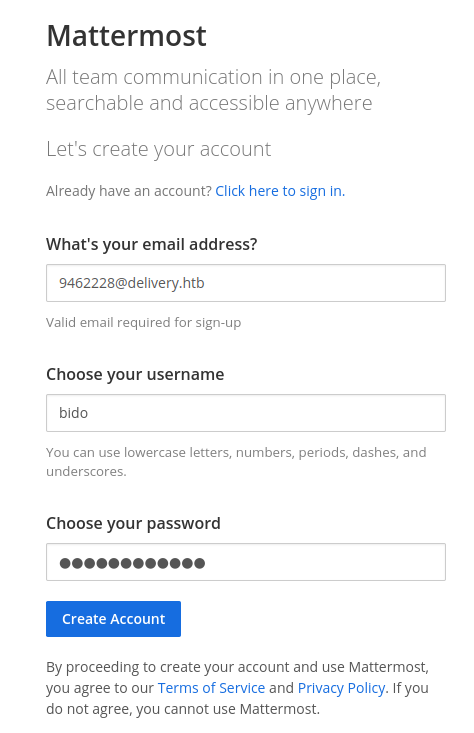 Mattermost
All team communication in one place,
searchable and accessible anywhere
Let's create your account
Already have an account? Click here to sign in.
What's your email address?
9462228@delivery.htb
Valid email required for sign-up
Choose your username
bido
You can use lowercase letters, numbers, periods, dashes, and
underscores.
Choose your password
●●●●●●●●●●●●
Create Account
By proceeding to create your account and use Mattermost,
you agree to our Terms of Service and Privacy Policy. If you
do not agree, you cannot use Mattermost.